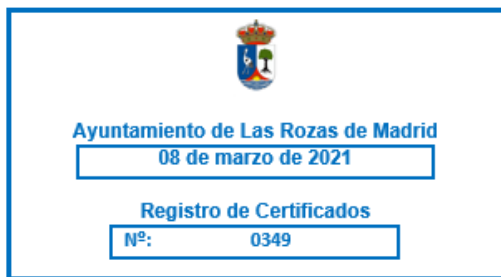 Ayuntamiento de Las Rozas de Madrid
08 de marzo de 2021
Registro de Certificados
Nº: 0349